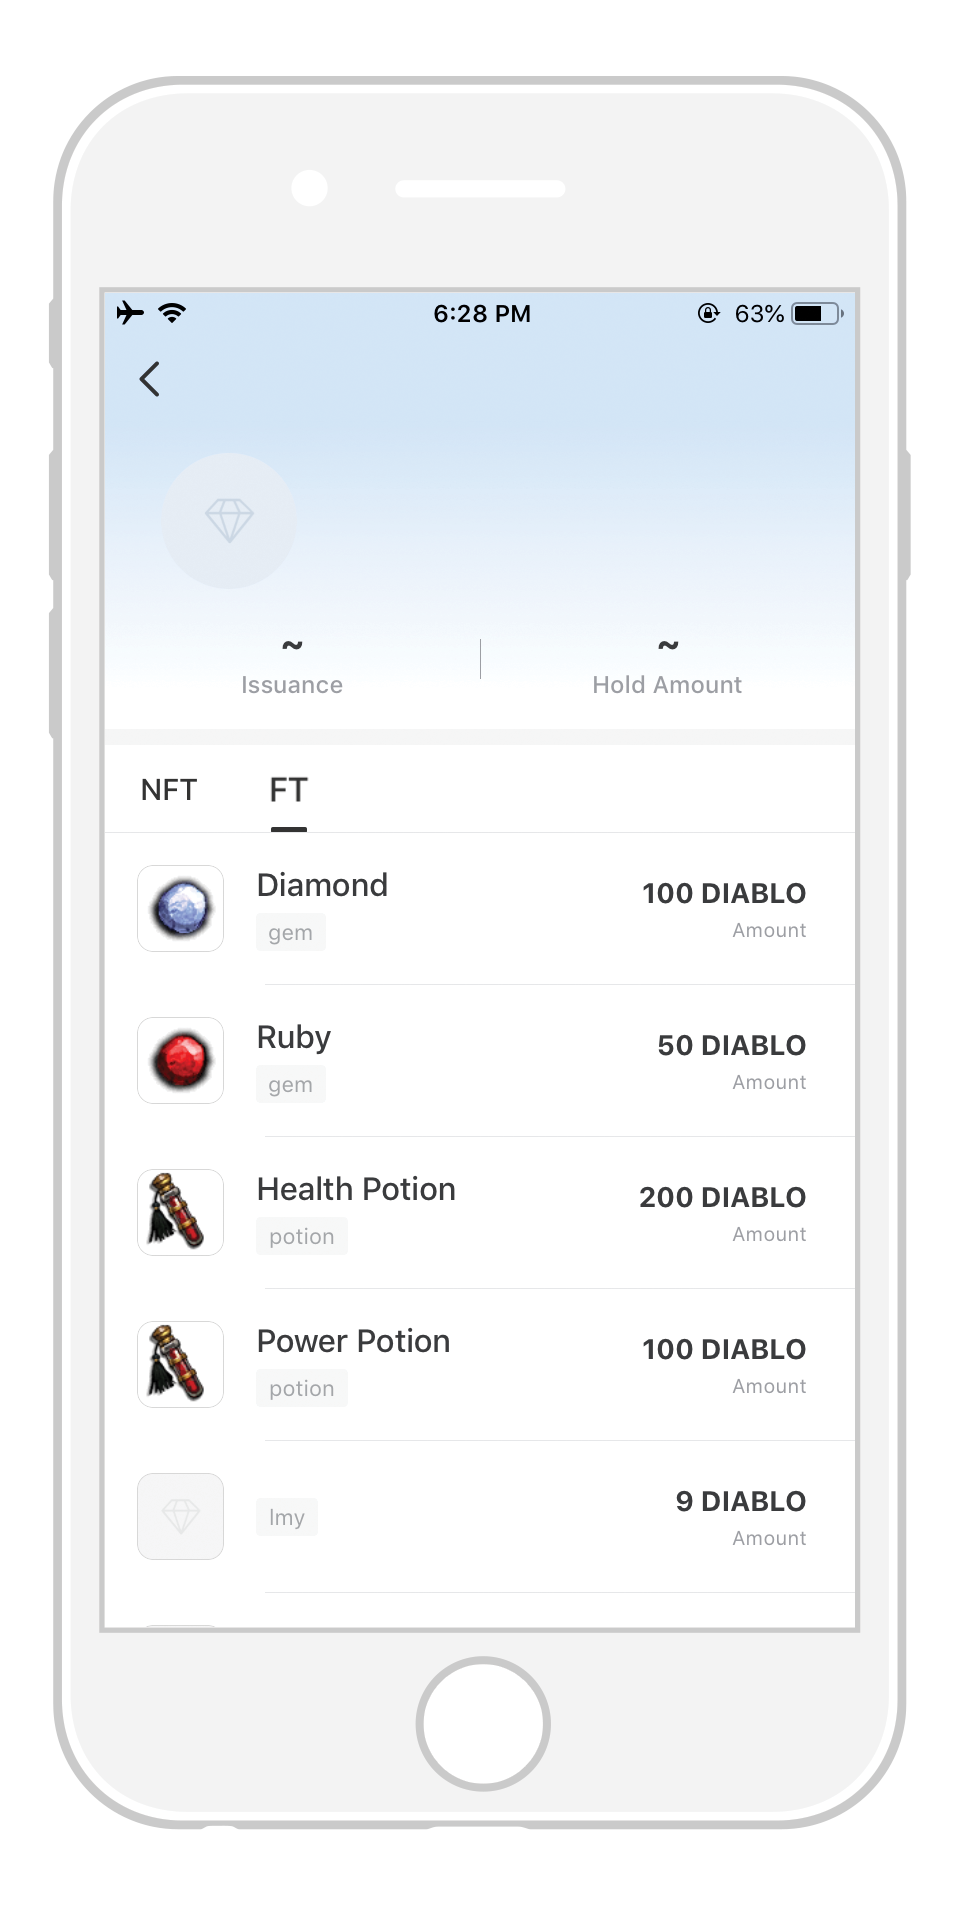 6:28 PM
63%
~
~
Issuance
Hold Amount
NFT
FT
Diamond
100 DIABLO
gem
Amount
Ruby
50 DIABLO
gem
Amount
Health Potion
200 DIABLO
potion
Amount
Power Potion
100 DIABLO
potion
Amount
9 DIABLO
lmy
Amount